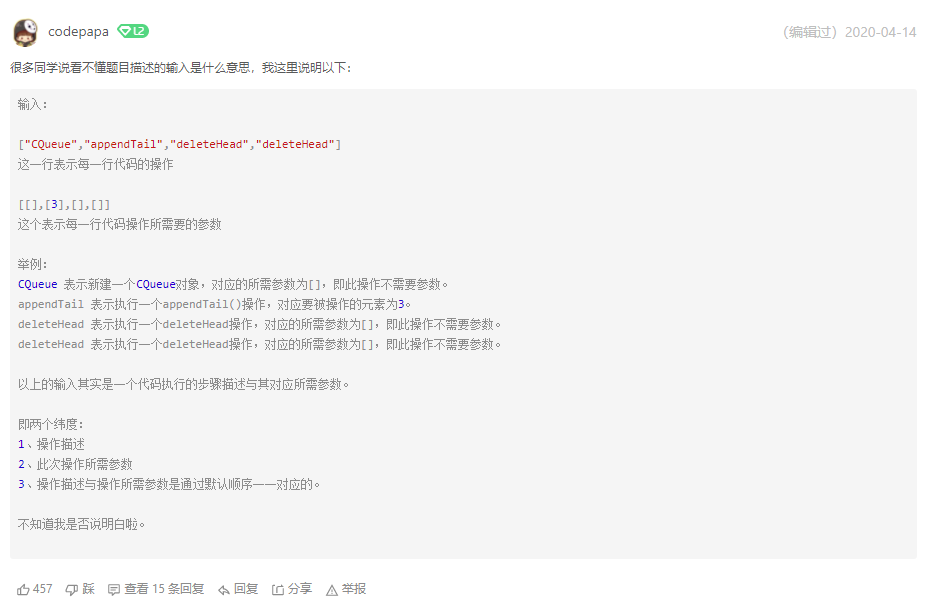 codepapa L2
（编辑过）2020-04-14
很多同学说看不懂题目描述的输入是什么意思，我这里说明以下：
输入：
["CQueue","appendTail","deleteHead","deleteHead"]
这一行表示每一行代码的操作
[[],[3],[],[]]
这个表示每一行代码操作所需要的参数
举例：
CQueue 表示新建一个CQueue对象，对应的所需参数为[]，即此操作不需要参数。
appendTail 表示执行一个appendTail()操作，对应要被操作的元素为3。
deleteHead 表示执行一个deleteHead操作，对应的所需参数为[]，即此操作不需要参数。
deleteHead 表示执行一个deleteHead操作，对应的所需参数为[]，即此操作不需要参数。
以上的输入其实是一个代码执行的步骤描述与其对应所需参数。
即两个纬度：
1、操作描述
2、此次操作所需参数
3、操作描述与操作所需参数是通过默认顺序一一对应的。
不知道我是否说明白啦。
457 踩 查看 15 条回复 回复 分享 举报